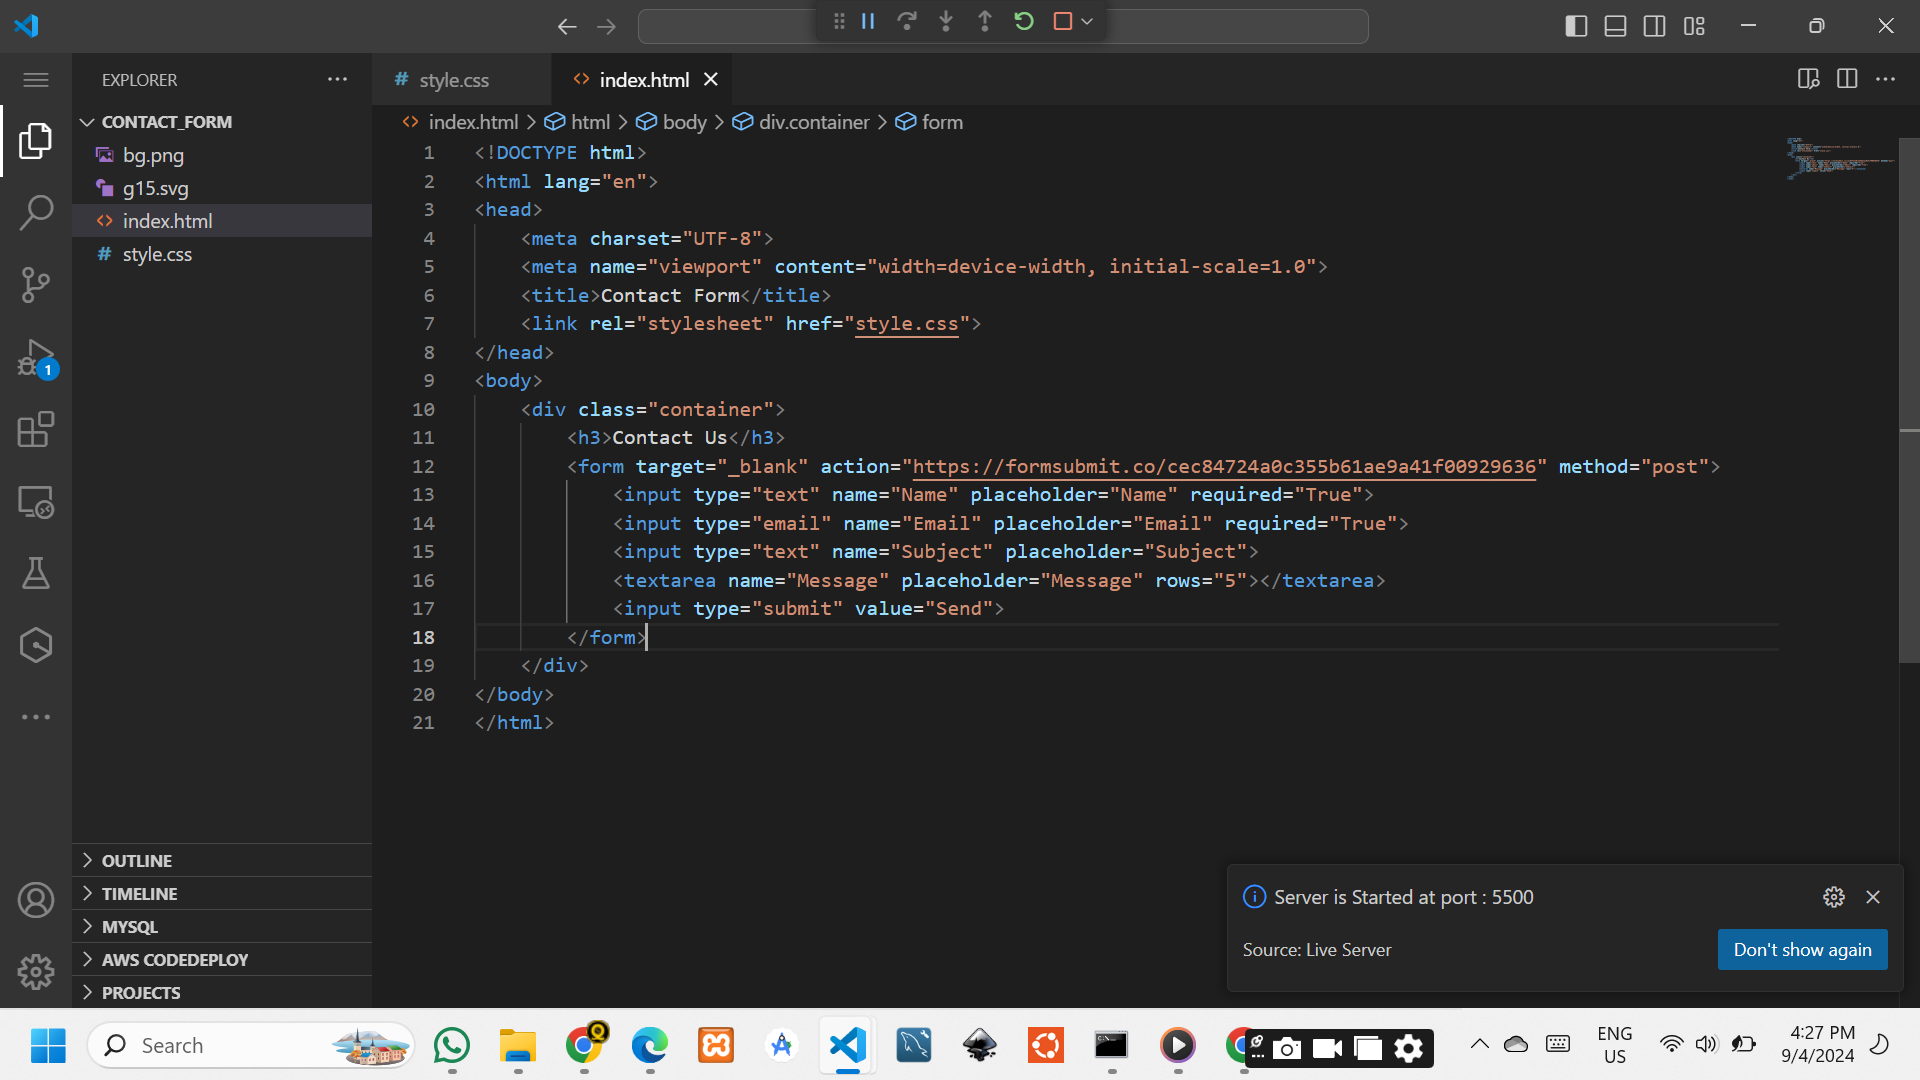 EXPLORER
CONTACT_FORM
bg.png
g15.svg
index.html
style.css
OUTLINE
TIMELINE
MYSQL
AWS CODEDEPLOY
PROJECTS
1
style.css
index.html
index.html > html > body > div.container > form
1 <!DOCTYPE html>
2 <html lang="en">
3 <head>
4 <meta charset="UTF-8">
5 <meta name="viewport" content="width=device-width, initial-scale=1.0">
6 <title>Contact Form</title>
7 <link rel="stylesheet" href="style.css">
8 </head>
9 <body>
10 <div class="container">
11 <h3>Contact Us</h3>
12 <form target="_blank" action="https://formsubmit.co/cec84724a0c355b61ae9a41f00929636" method="post">
13 <input type="text" name="Name" placeholder="Name" required="True">
14 <input type="email" name="Email" placeholder="Email" required="True">
15 <input type="text" name="Subject" placeholder="Subject">
16 <textarea name="Message" placeholder="Message" rows="5"></textarea>
17 <input type="submit" value="Send">
18 </form>
19 </div>
20 </body>
21 </html>
Server is Started at port : 5500
Source: Live Server
Don't show again
Search
ENG
US
4:27 PM
9/4/2024